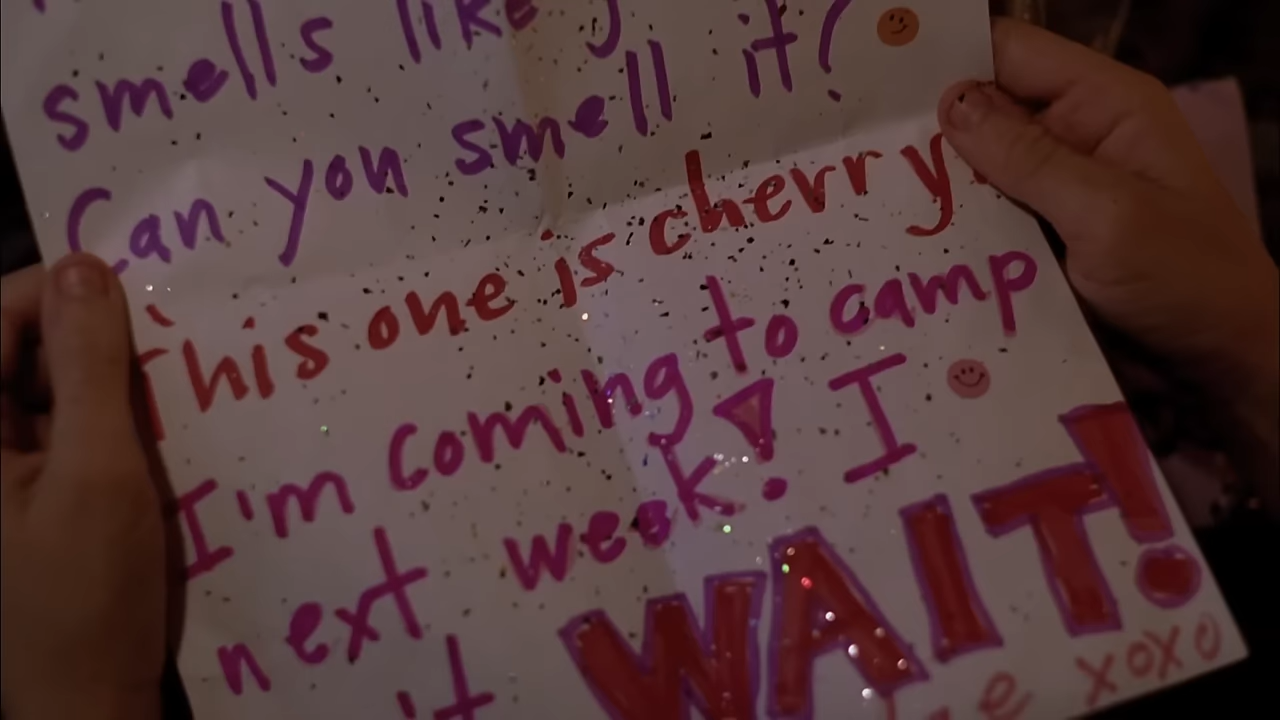 smells like
Can you smell it?
This one is cherry
I'm coming to camp
next week! I
WAIT!
xoxo